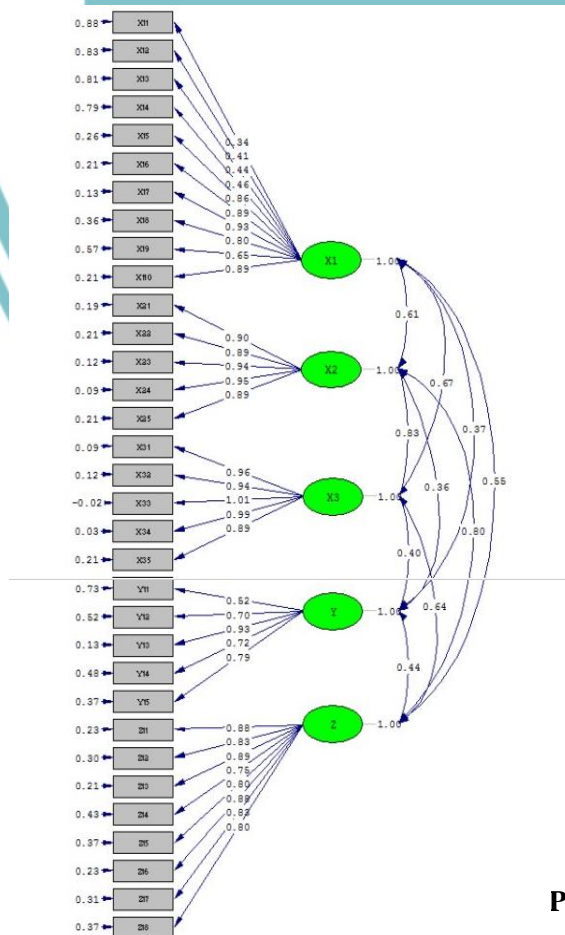 0.88 X11
0.83 X12
0.81 X13
0.79 X14
0.26 X15
0.21 X16
0.13 X17
0.36 X18
0.57 X19
0.21 X110
0.19 X21
0.21 X22
0.12 X23
0.09 X24
0.21 X25
0.09 X31
0.12 X32
-0.02 X33
0.03 X34
0.21 X35
0.73 Y11
0.52 Y12
0.13 Y13
0.48 Y14
0.37 Y15
0.23 Z11
0.30 Z12
0.21 Z13
0.43 Z14
0.37 Z15
0.23 Z16
0.31 Z17
0.37 Z18
0.34
0.41
0.44
0.46
0.86
0.89
0.93
0.80
0.65
0.89
0.90
0.89
0.94
0.95
0.89
0.96
0.94
1.01
0.99
0.89
0.52
0.70
0.93
0.72
0.79
0.88
0.83
0.89
0.75
0.80
0.88
0.83
0.80
X1 1.00
X2 1.00
X3 1.00
Y 1.00
Z 1.00
0.61
0.67
0.83
0.37
0.36
0.55
0.80
0.40
0.64
0.44
P